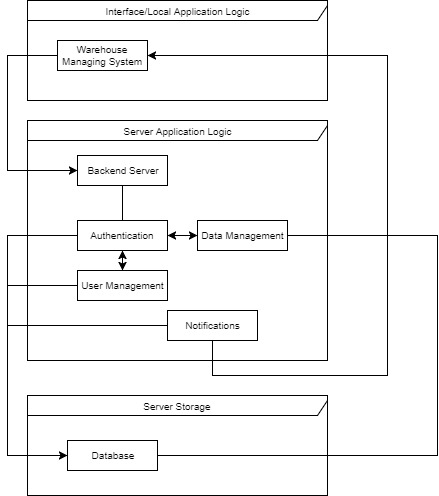 Interface/Local Application Logic
Warehouse
Managing System
Server Application Logic
Backend Server
Authentication
Data Management
User Management
Notifications
Server Storage
Database